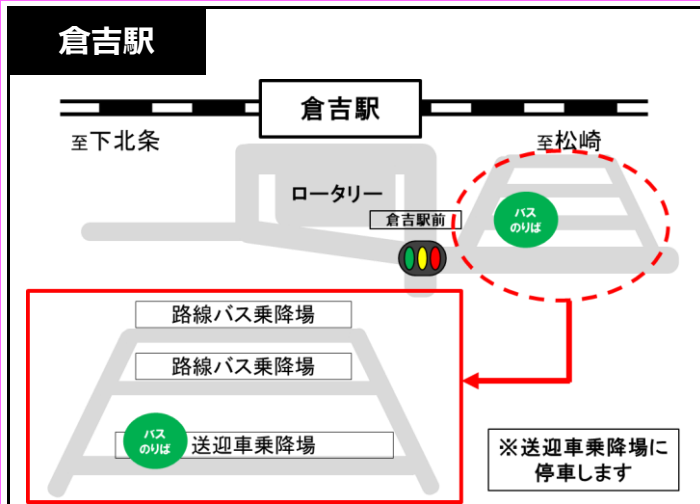 倉吉駅
倉吉駅
至下北条
至松崎
ロータリー
倉吉駅前
バス
のりば
路線バス乗降場
路線バス乗降場
バス
のりば
送迎車乗降場
※送迎車乗降場に
停車します